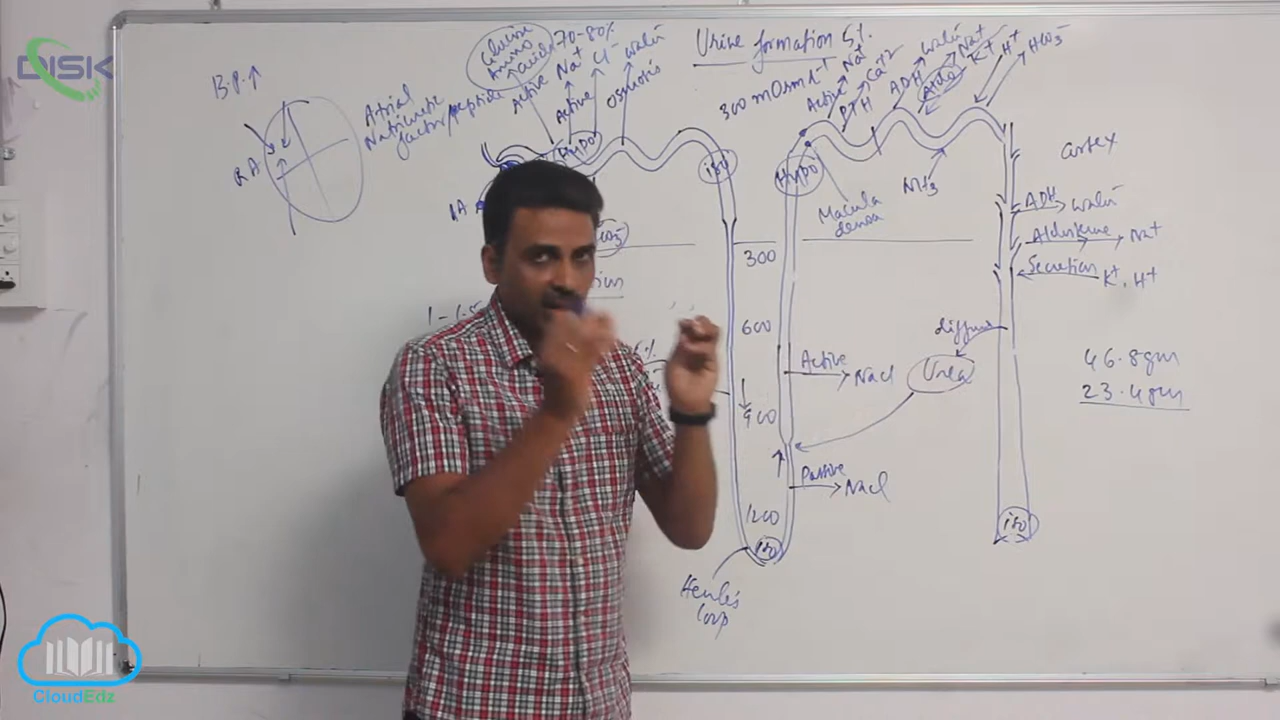 DISK
CloudEdz
Urine formation St.
B.P.↑
RA
Atrial
Natriuretic
factor/peptide
Glucose
Amino
acids
70-80%
Active
Na+
Active
Cl-
water
Osmosis
Hypo
iso
300 mOsm L-1
Active
Na+
PTH
Ca+2
ADH
water
Aldo
Na+
K+
H+
HCO3-
Hypo
Macula
densa
NH3
Cortex
ADH
water
Aldosterone
Na+
Secretion
K+, H+
300
600
900
1200
Active
NaCl
Passive
NaCl
diffuse
Urea
46.8gm
23.4gm
iso
iso
Henle's
loop